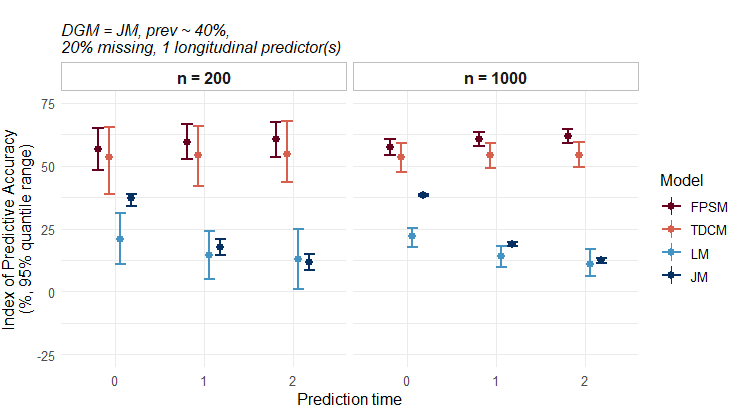 DGM = JM, prev ~ 40%,
20% missing, 1 longitudinal predictor(s)
n = 200
n = 1000
Index of Predictive Accuracy
(%, 95% quantile range)
75
50
25
0
-25
0
1
2
0
1
2
Prediction time
Model
FPSM
TDCM
LM
JM